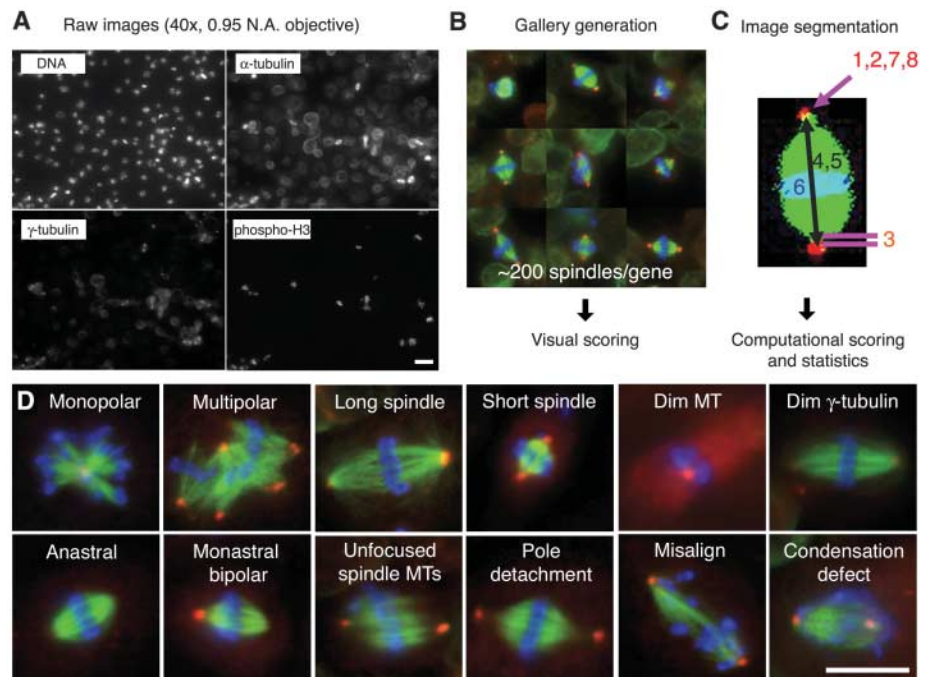 A Raw images (40x, 0.95 N.A. objective)
DNA
α-tubulin
γ-tubulin
phospho-H3
B Gallery generation
~200 spindles/gene
Visual scoring
C Image segmentation
1,2,7,8
4,5
6
3
Computational scoring
and statistics
D
Monopolar
Multipolar
Long spindle
Short spindle
Dim MT
Dim γ-tubulin
Anastral
Monastral
bipolar
Unfocused
spindle MTs
Pole
detachment
Misalign
Condensation
defect